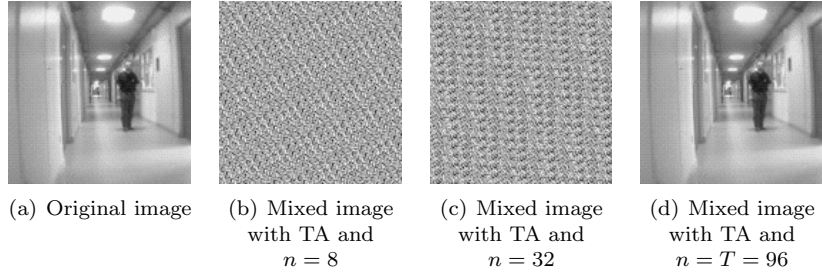 (a) Original image
(b) Mixed image
with TA and
n = 8
(c) Mixed image
with TA and
n = 32
(d) Mixed image
with TA and
n = T = 96